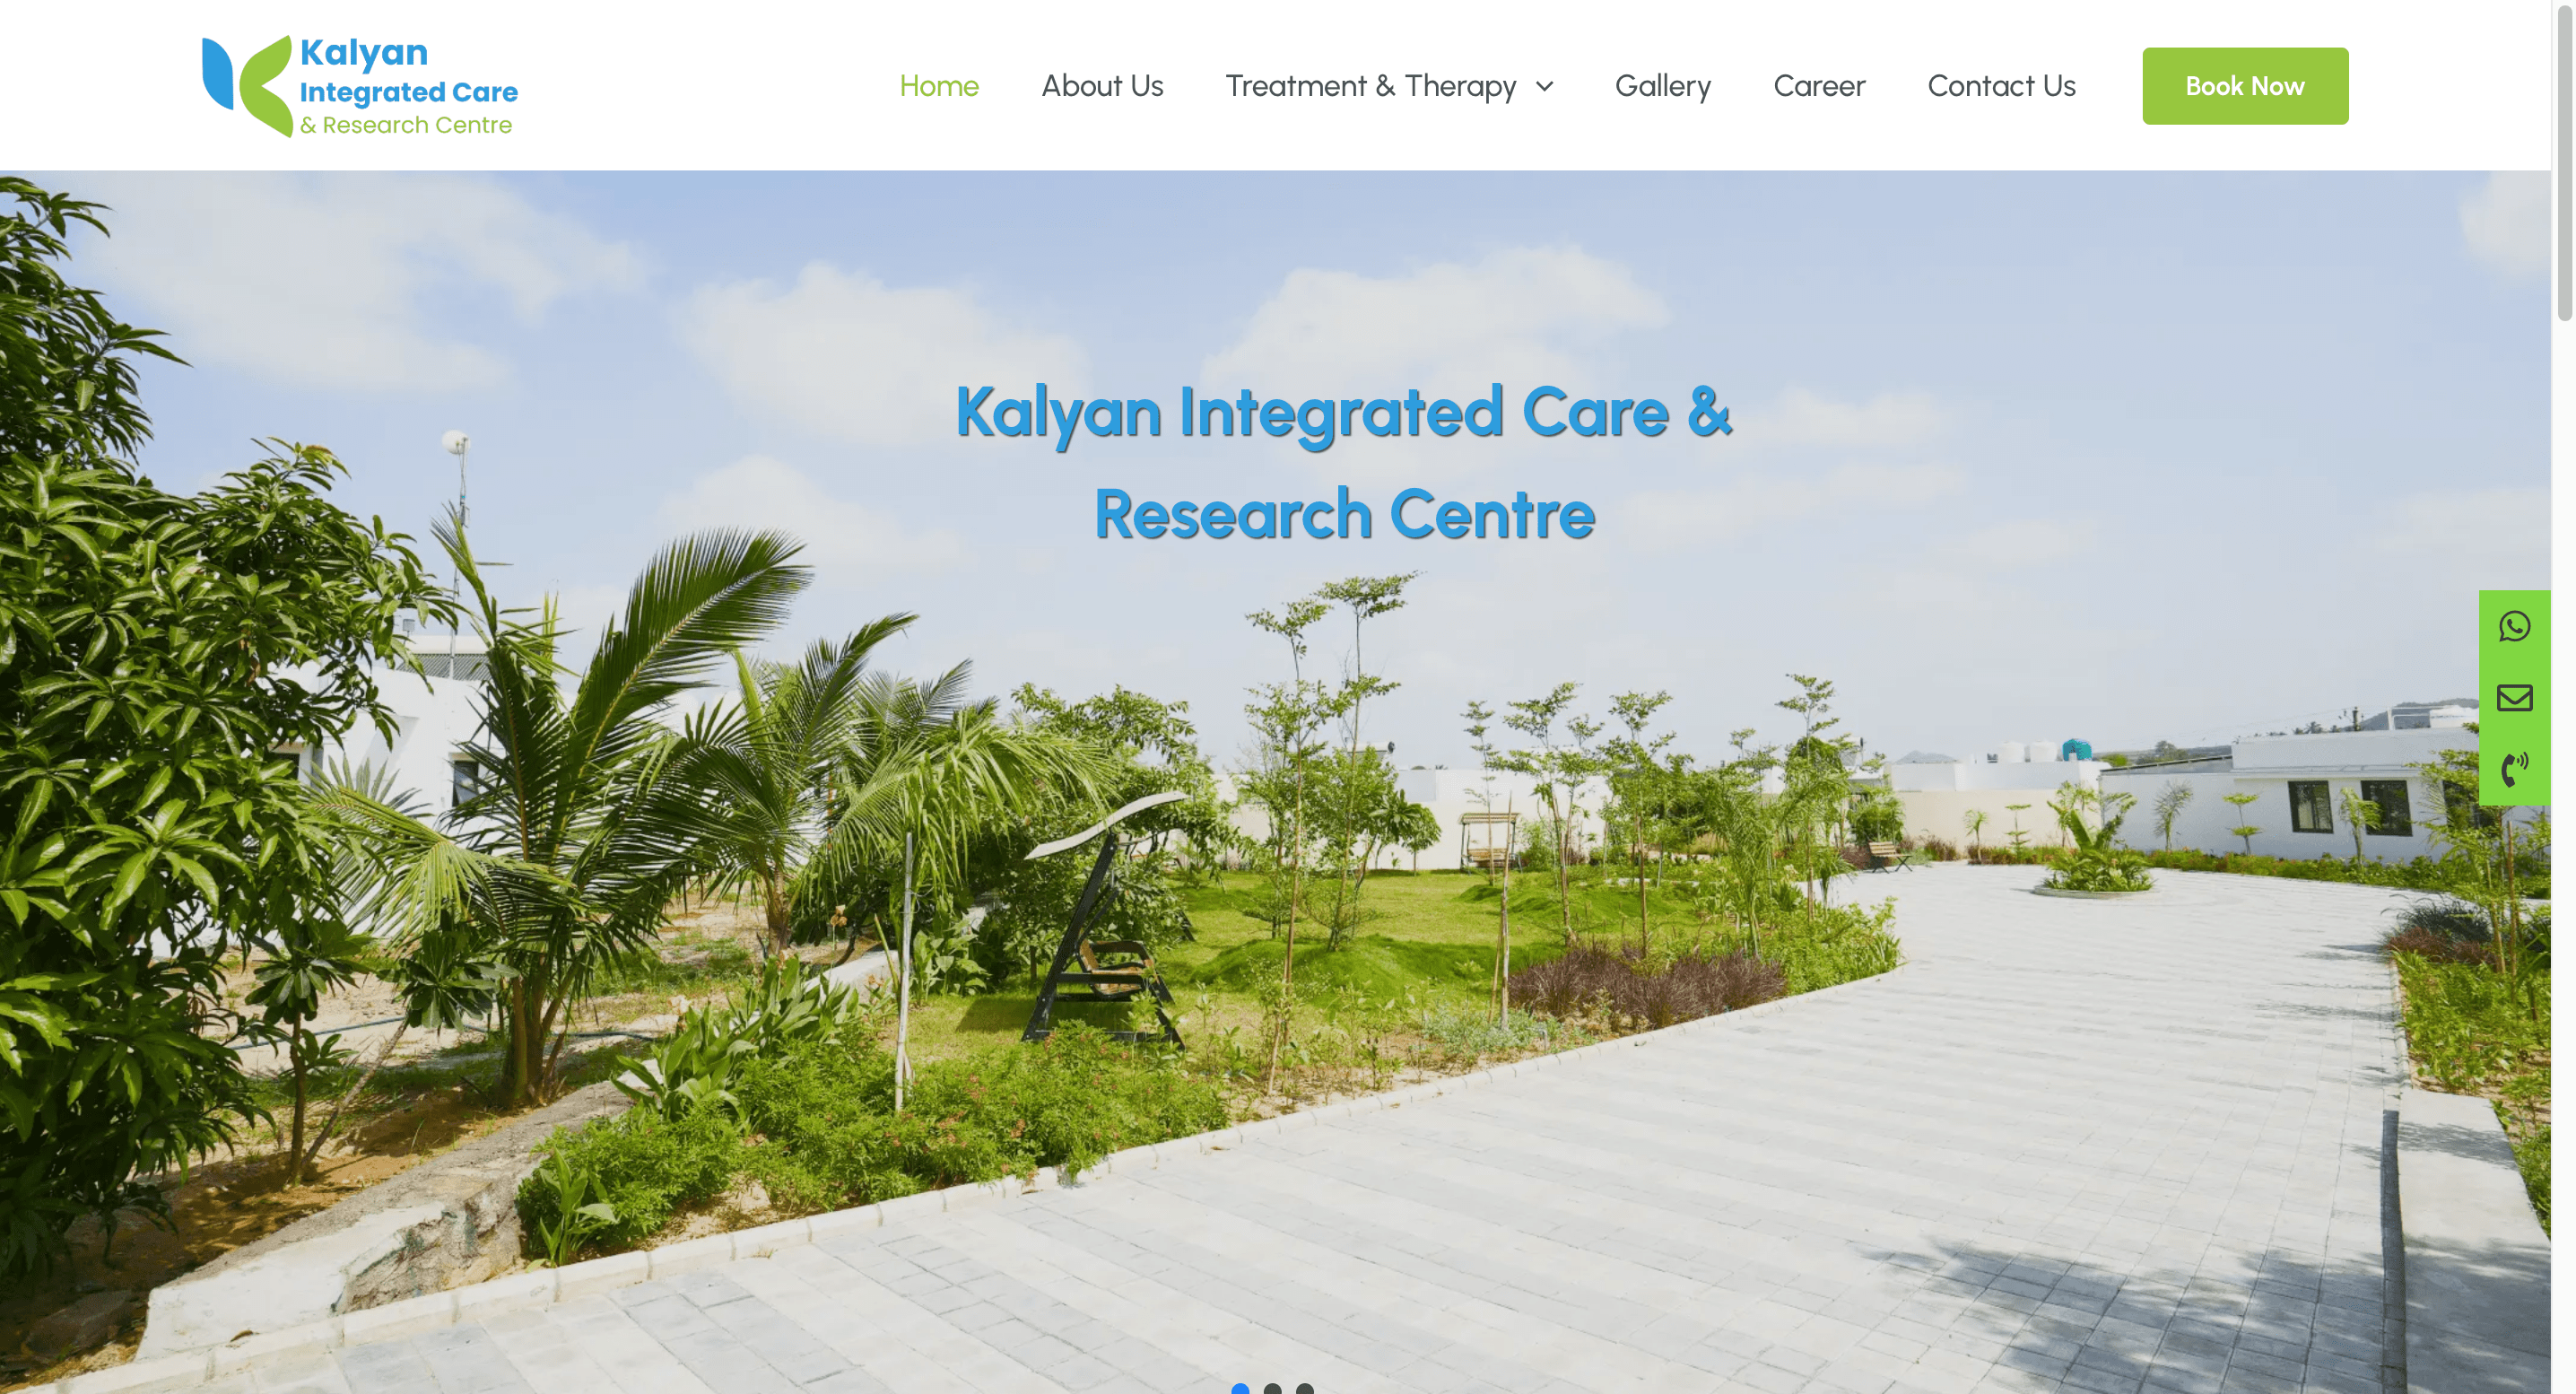 Kalyan
Integrated Care
& Research Centre
Home
About Us
Treatment & Therapy
Gallery
Career
Contact Us
Book Now
Kalyan Integrated Care &
Research Centre